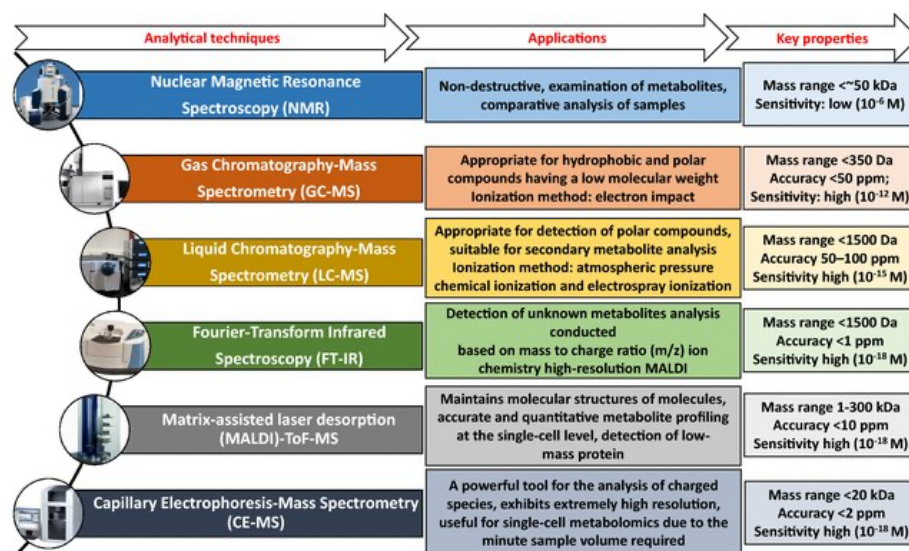 Analytical techniques
Applications
Key properties
Nuclear Magnetic Resonance
Spectroscopy (NMR)
Non-destructive, examination of metabolites,
comparative analysis of samples
Mass range <~50 kDa
Sensitivity: low (10⁻⁶ M)
Gas Chromatography-Mass
Spectrometry (GC-MS)
Appropriate for hydrophobic and polar
compounds having a low molecular weight
Ionization method: electron impact
Mass range <350 Da
Accuracy <50 ppm;
Sensitivity: high (10⁻¹² M)
Liquid Chromatography-Mass
Spectrometry (LC-MS)
Appropriate for detection of polar compounds,
suitable for secondary metabolite analysis
Ionization method: atmospheric pressure
chemical ionization and electrospray ionization
Mass range <1500 Da
Accuracy 50–100 ppm
Sensitivity high (10⁻¹⁵ M)
Fourier-Transform Infrared
Spectroscopy (FT-IR)
Detection of unknown metabolites analysis
conducted
based on mass to charge ratio (m/z) ion
chemistry high-resolution MALDI
Mass range <1500 Da
Accuracy <1 ppm
Sensitivity high (10⁻¹⁸ M)
Matrix-assisted laser desorption
(MALDI)-ToF-MS
Maintains molecular structures of molecules,
accurate and quantitative metabolite profiling
at the single-cell level, detection of low-
mass protein
Mass range 1-300 kDa
Accuracy <10 ppm
Sensitivity high (10⁻¹⁸ M)
Capillary Electrophoresis-Mass Spectrometry
(CE-MS)
A powerful tool for the analysis of charged
species, exhibits extremely high resolution,
useful for single-cell metabolomics due to the
minute sample volume required
Mass range <20 kDa
Accuracy <2 ppm
Sensitivity high (10⁻¹⁸ M)